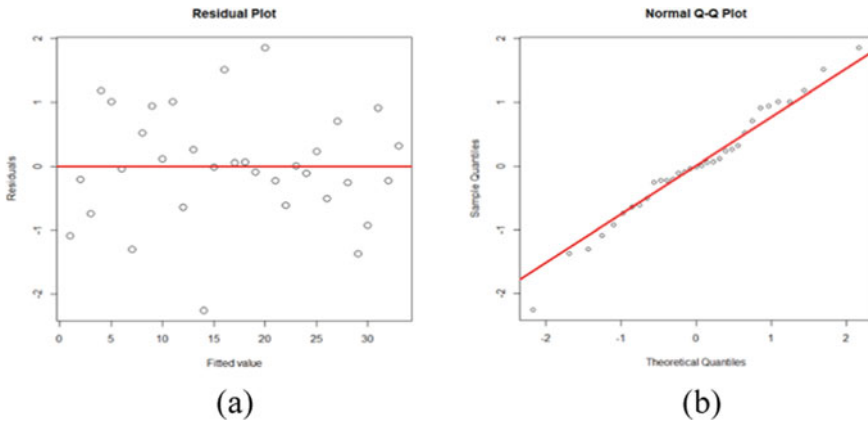 Residual Plot
2
1
0
-1
-2
Residuals
0
5
10
15
20
25
30
Fitted value
(a)
Normal Q-Q Plot
2
1
0
-1
-2
Sample Quantiles
-2
-1
0
1
2
Theoretical Quantiles
(b)